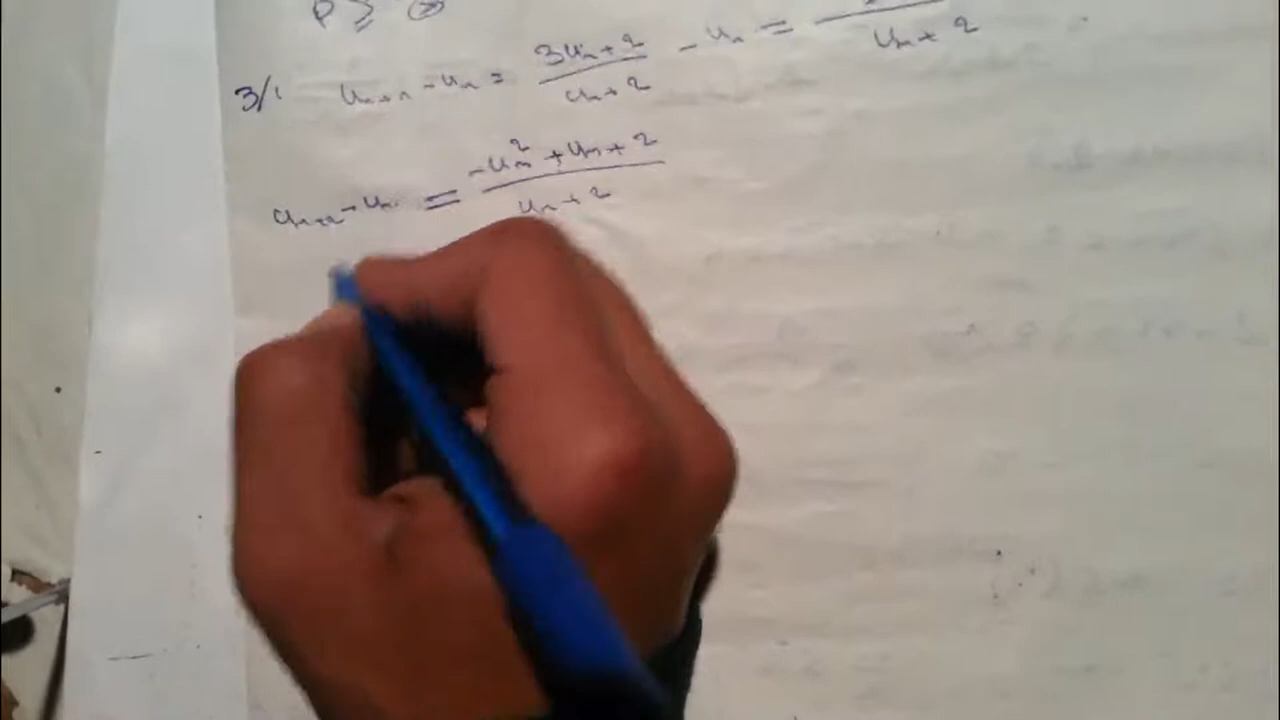 3/ Uₙ₊₁ - Uₙ = (3Uₙ + 2)/(Uₙ + 2) - Uₙ = /(Uₙ + 2)
Uₙ₊₁ - Uₙ = (-Uₙ² + Uₙ + 2)/(Uₙ + 2)